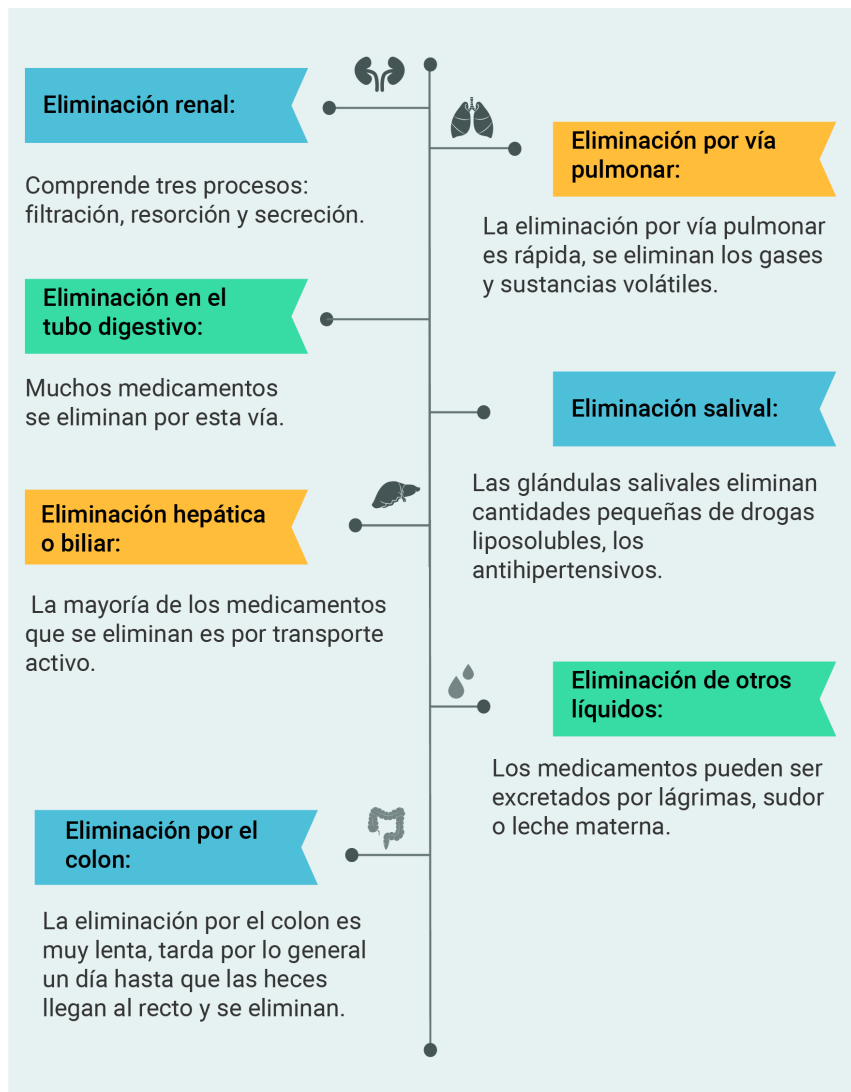 Eliminación renal:
Comprende tres procesos:
filtración, resorción y secreción.
Eliminación por vía
pulmonar:
La eliminación por vía pulmonar
es rápida, se eliminan los gases
y sustancias volátiles.
Eliminación en el
tubo digestivo:
Muchos medicamentos
se eliminan por esta vía.
Eliminación salival:
Las glándulas salivales eliminan
cantidades pequeñas de drogas
liposolubles, los
antihipertensivos.
Eliminación hepática
o biliar:
La mayoría de los medicamentos
que se eliminan es por transporte
activo.
Eliminación de otros
líquidos:
Los medicamentos pueden ser
excretados por lágrimas, sudor
o leche materna.
Eliminación por el
colon:
La eliminación por el colon es
muy lenta, tarda por lo general
un día hasta que las heces
llegan al recto y se eliminan.